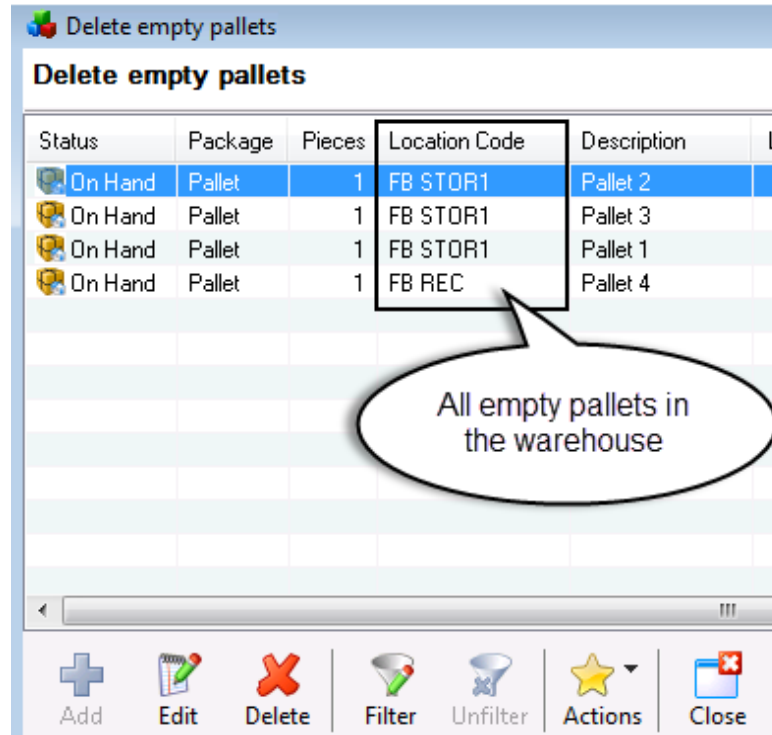 Delete empty pallets
Delete empty pallets
Status Package Pieces Location Code Description
On Hand Pallet 1 FB STOR1 Pallet 2
On Hand Pallet 1 FB STOR1 Pallet 3
On Hand Pallet 1 FB STOR1 Pallet 1
On Hand Pallet 1 FB REC Pallet 4
All empty pallets in
the warehouse
Add Edit Delete Filter Unfilter Actions Close